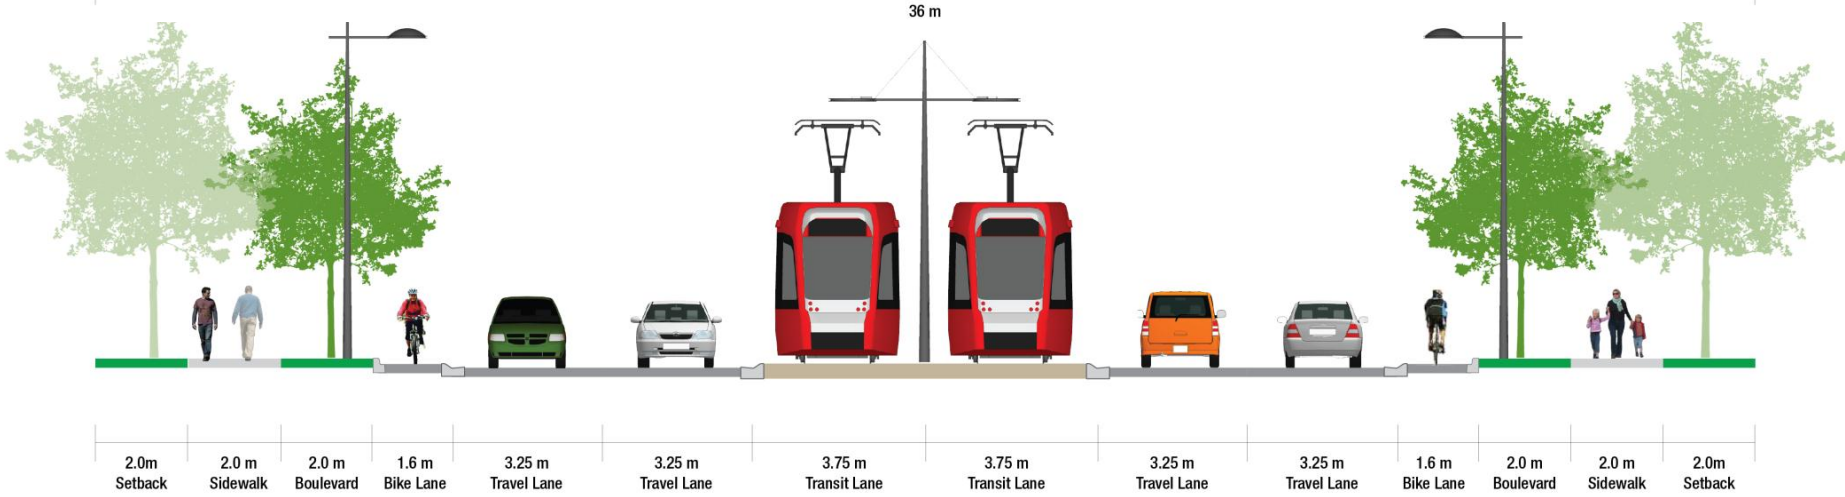 36 m
2.0m
Setback
2.0 m
Sidewalk
2.0 m
Boulevard
1.6 m
Bike Lane
3.25 m
Travel Lane
3.25 m
Travel Lane
3.75 m
Transit Lane
3.75 m
Transit Lane
3.25 m
Travel Lane
3.25 m
Travel Lane
1.6 m
Bike Lane
2.0 m
Boulevard
2.0 m
Sidewalk
2.0m
Setback